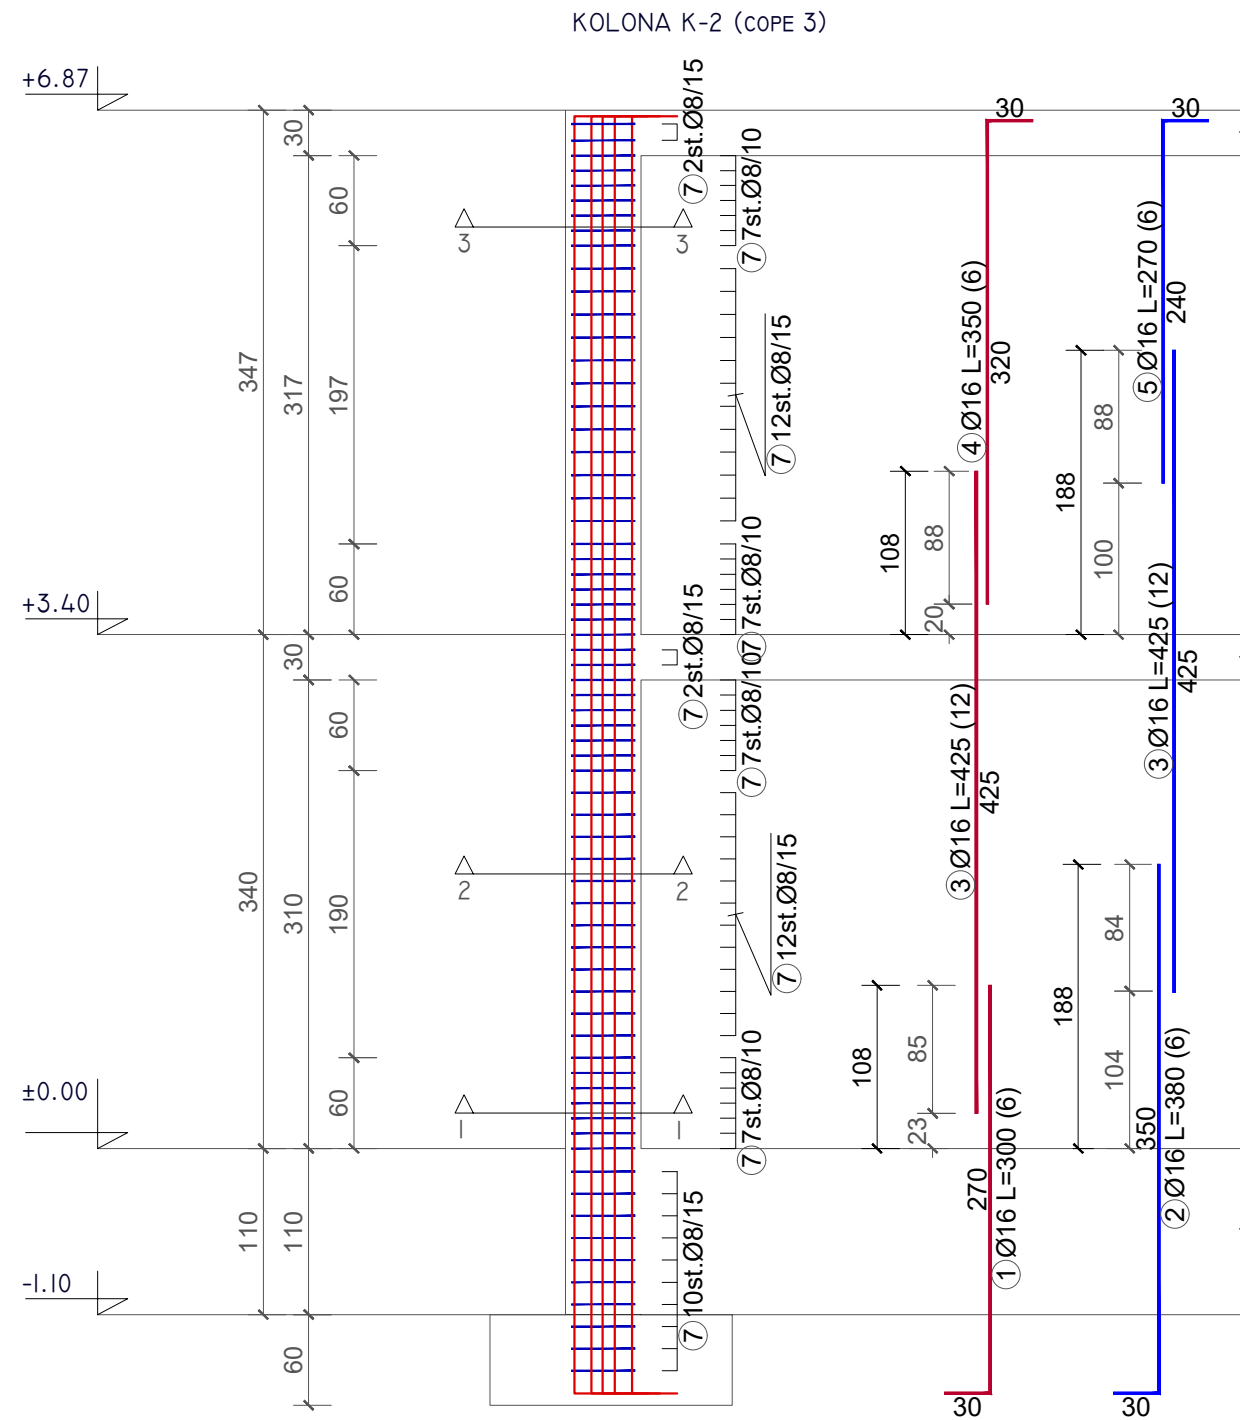 KOLONA K-2 (COPE 3)
+6.87
+3.40
±0.00
-1.10
347
340
110
30
317
30
310
110
60
60
197
60
60
190
60
3
3
2
2
1
1
7 2st.Ø8/15
7 7st.Ø8/10
7 12st.Ø8/15
7 7st.Ø8/10
7 2st.Ø8/15
7 7st.Ø8/10
7 12st.Ø8/15
7 7st.Ø8/10
7 10st.Ø8/15
30
4 Ø16 L=350 (6)
320
108
88
20
3 Ø16 L=425 (12)
425
108
85
23
270
1 Ø16 L=300 (6)
30
30
5 Ø16 L=270 (6)
240
188
88
100
3 Ø16 L=425 (12)
425
188
84
104
350
2 Ø16 L=380 (6)
30